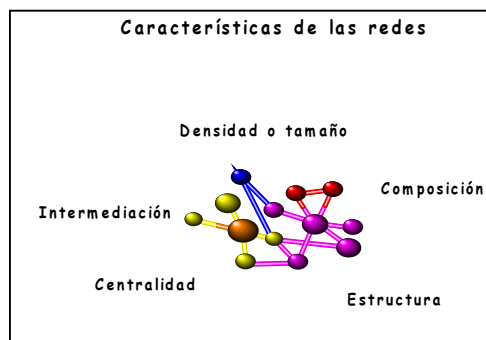 Características de las redes
Densidad o tamaño
Composición
Intermediación
Centralidad
Estructura